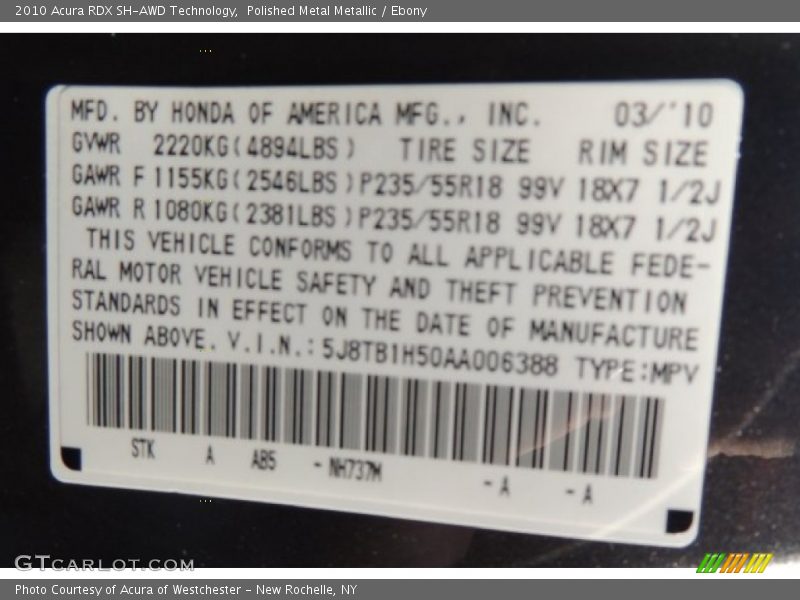 2010 Acura RDX SH-AWD Technology,  Polished Metal Metallic / Ebony
MFD. BY HONDA OF AMERICA MFG., INC. 03/'10
GVWR 2220KG(4894LBS) TIRE SIZE RIM SIZE
GAWR F 1155KG(2546LBS)P235/55R18 99V 18X7 1/2J
GAWR R 1080KG(2381LBS)P235/55R18 99V 18X7 1/2J
THIS VEHICLE CONFORMS TO ALL APPLICABLE FEDE-
RAL MOTOR VEHICLE SAFETY AND THEFT PREVENTION
STANDARDS IN EFFECT ON THE DATE OF MANUFACTURE
SHOWN ABOVE. V.I.N.: 5J8TB1H50AA006388 TYPE:MPV
STK A AB5 -NH737M -A -A
GTCARLOT.COM
Photo Courtesy of Acura of Westchester - New Rochelle, NY